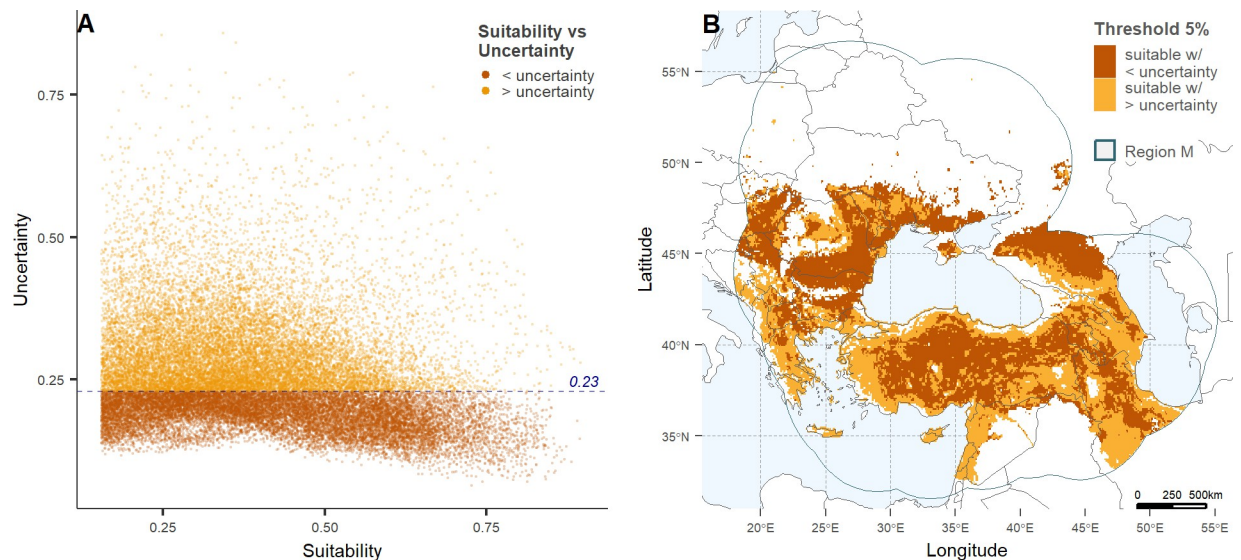 A
Suitability vs
Uncertainty
< uncertainty
> uncertainty
0.75
0.50
0.25
0.23
Uncertainty
0.25
0.50
0.75
Suitability
B
Threshold 5%
suitable w/
< uncertainty
suitable w/
> uncertainty
Region M
55°N
50°N
45°N
40°N
35°N
Latitude
0 250 500km
20°E 25°E 30°E 35°E 40°E 45°E 50°E 55°E
Longitude